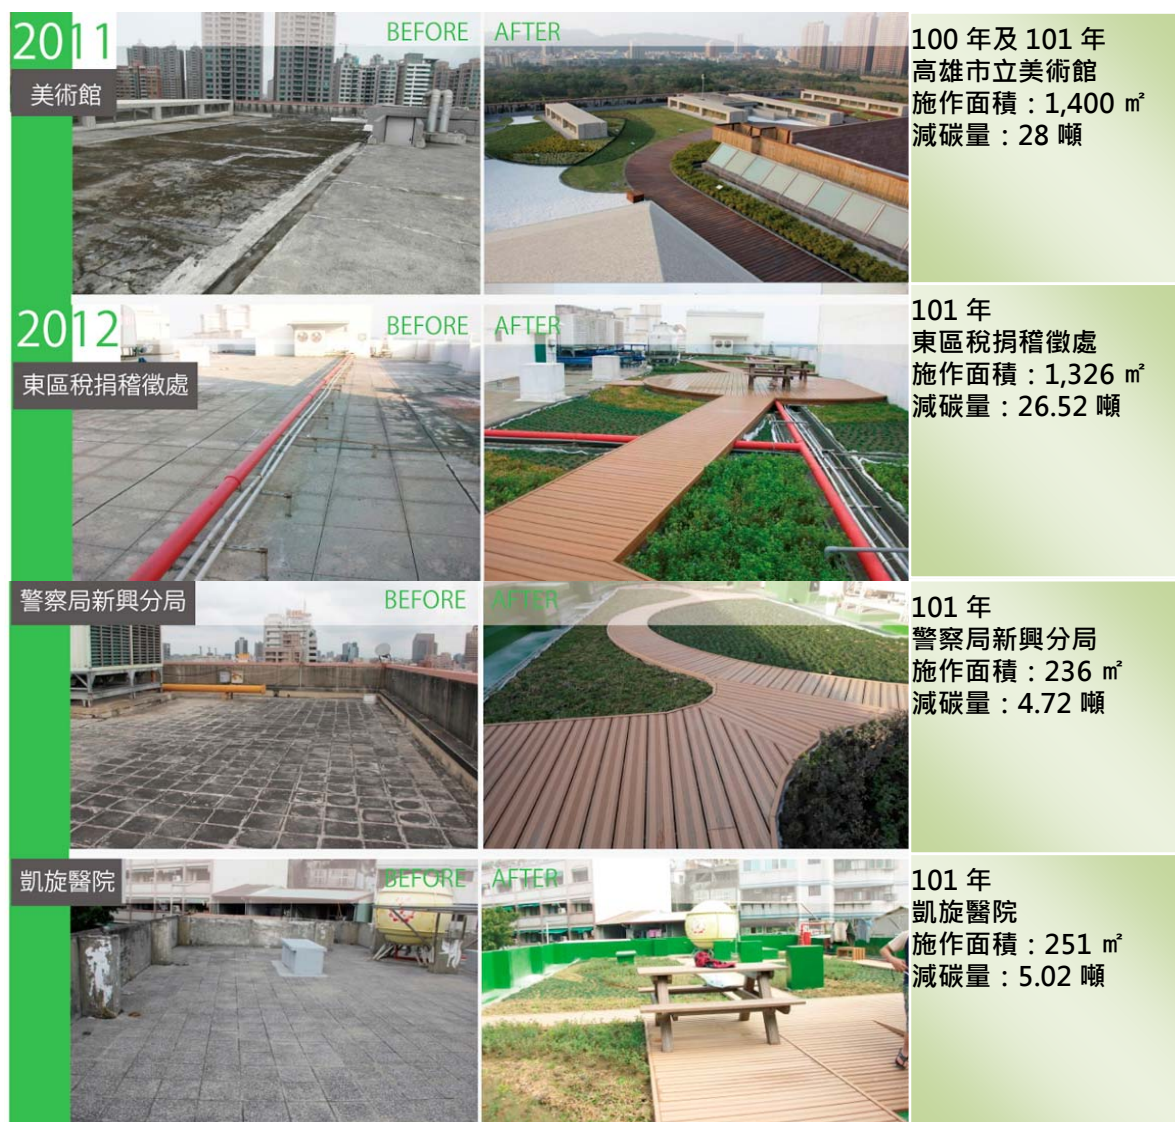 2011
美術館
BEFORE
AFTER
100 年及 101 年
高雄市立美術館
施作面積：1,400 ㎡
減碳量：28 噸
2012
東區稅捐稽徵處
BEFORE
AFTER
101 年
東區稅捐稽徵處
施作面積：1,326 ㎡
減碳量：26.52 噸
警察局新興分局
BEFORE
AFTER
101 年
警察局新興分局
施作面積：236 ㎡
減碳量：4.72 噸
凱旋醫院
BEFORE
AFTER
101 年
凱旋醫院
施作面積：251 ㎡
減碳量：5.02 噸